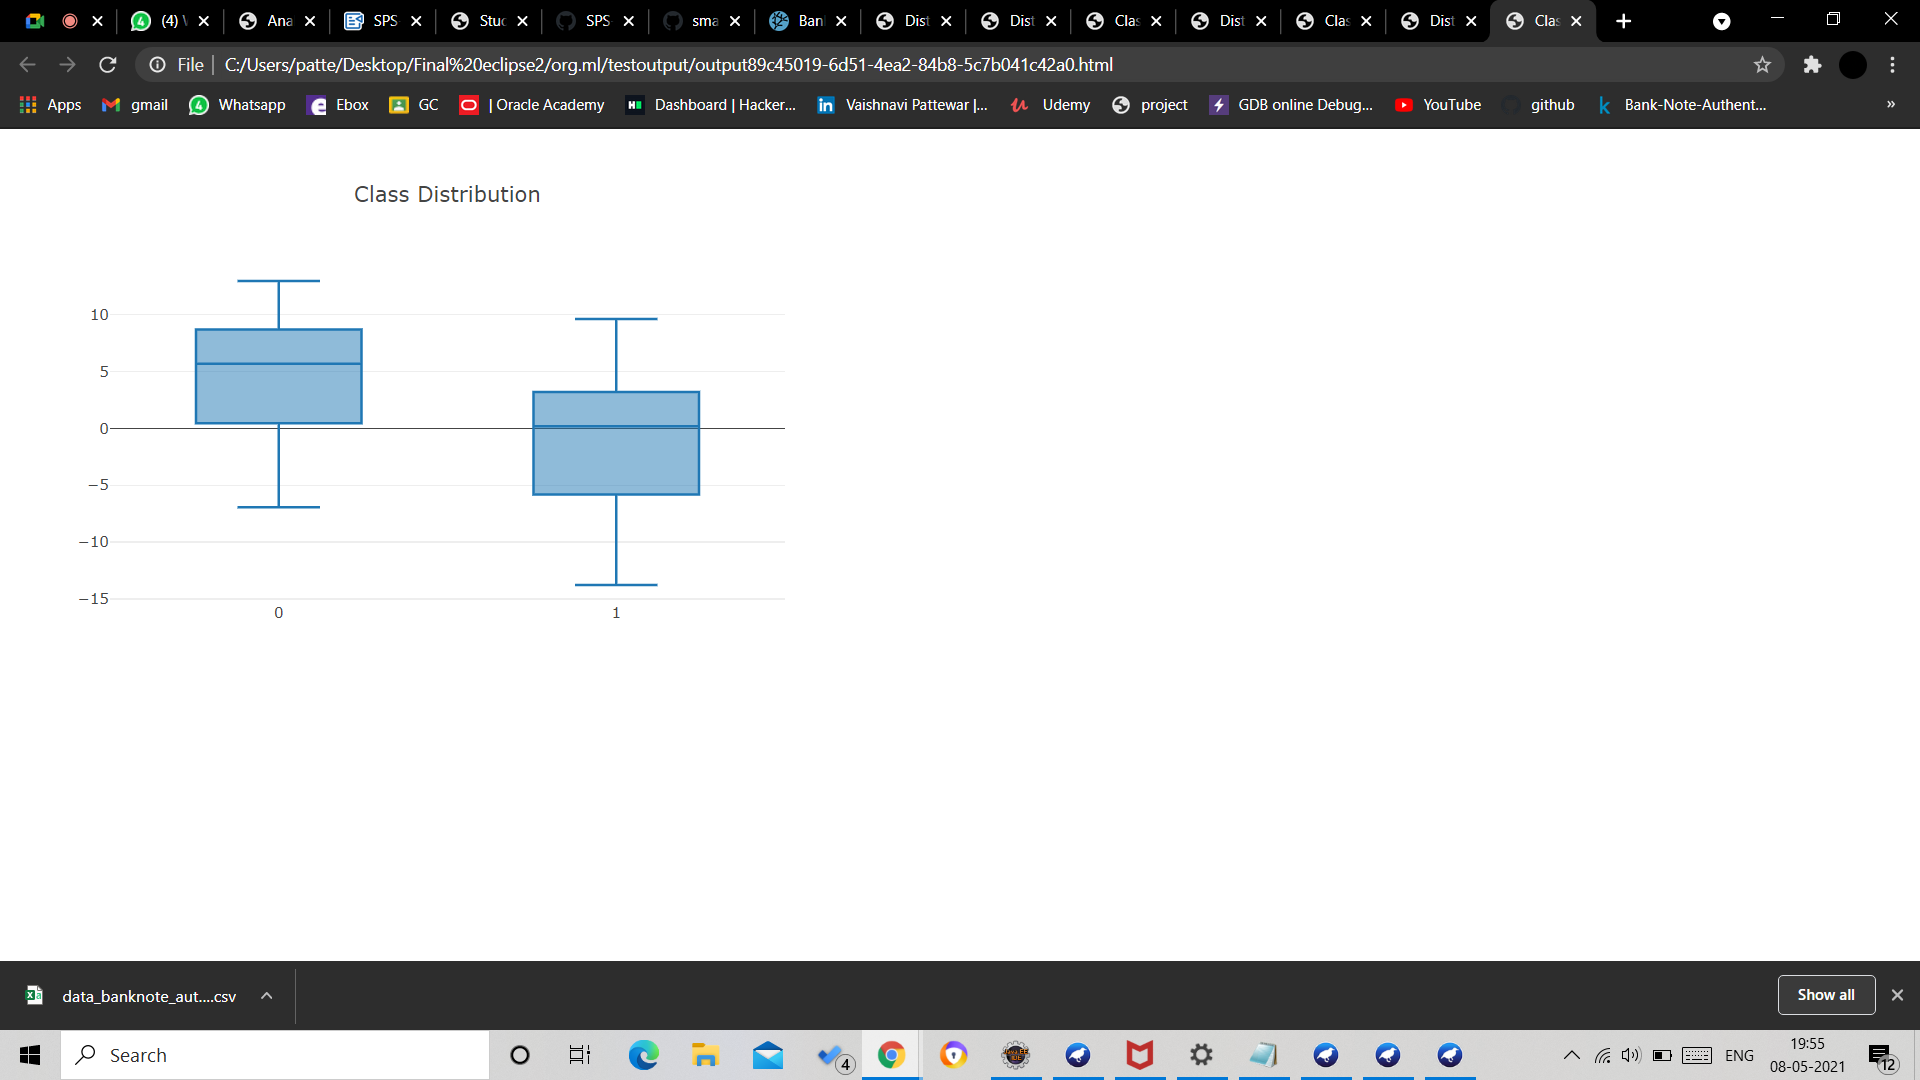 (4) Ana SPS Stuc SPS sma Ban Dist Dist Clas Dist Clas Dist Clas
File C:/Users/patte/Desktop/Final%20eclipse2/org.ml/testoutput/output89c45019-6d51-4ea2-84b8-5c7b041c42a0.html
Apps gmail Whatsapp Ebox GC | Oracle Academy Dashboard | Hacker... Vaishnavi Pattewar |... Udemy project GDB online Debug... YouTube github Bank-Note-Authent... »
Class Distribution
10
5
0
−5
−10
−15
0 1
data_banknote_aut....csv
Show all
Search
4
ENG
19:55
08-05-2021
12